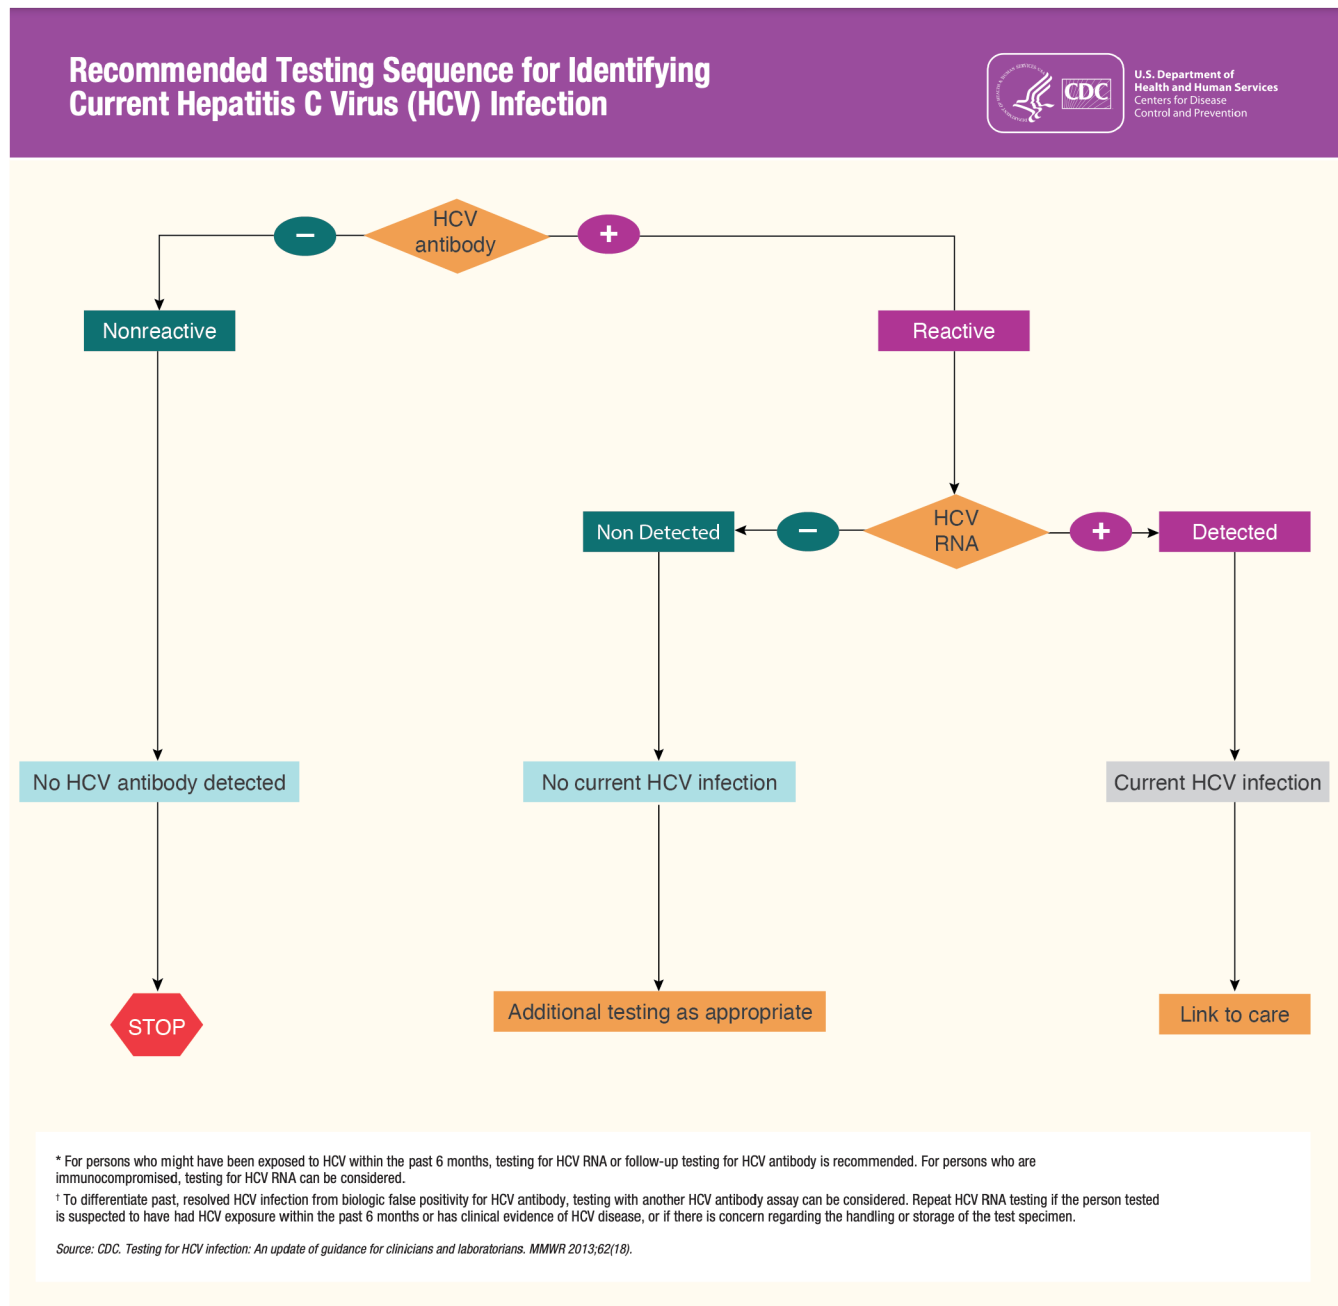 Recommended Testing Sequence for Identifying
Current Hepatitis C Virus (HCV) Infection
CDC
U.S. Department of
Health and Human Services
Centers for Disease
Control and Prevention
HCV
antibody
–
+
Nonreactive
Reactive
HCV
RNA
–
+
Non Detected
Detected
No HCV antibody detected
No current HCV infection
Current HCV infection
STOP
Additional testing as appropriate
Link to care
* For persons who might have been exposed to HCV within the past 6 months, testing for HCV RNA or follow-up testing for HCV antibody is recommended. For persons who are
immunocompromised, testing for HCV RNA can be considered.
† To differentiate past, resolved HCV infection from biologic false positivity for HCV antibody, testing with another HCV antibody assay can be considered. Repeat HCV RNA testing if the person tested
is suspected to have had HCV exposure within the past 6 months or has clinical evidence of HCV disease, or if there is concern regarding the handling or storage of the test specimen.
Source: CDC. Testing for HCV infection: An update of guidance for clinicians and laboratorians. MMWR 2013;62(18).